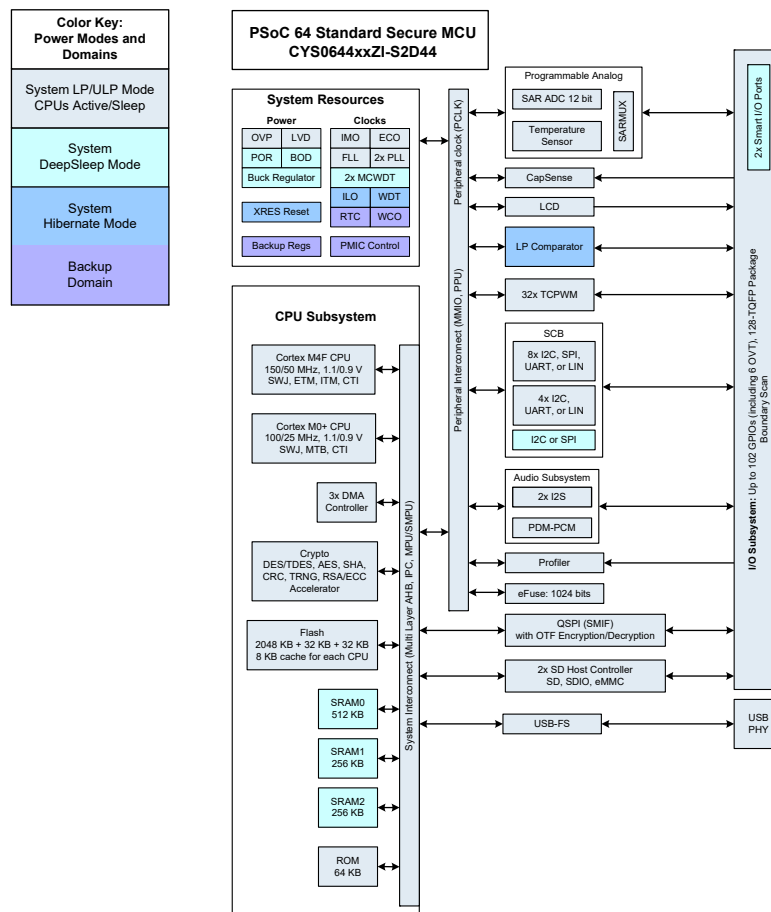 Color Key:
Power Modes and
Domains
System LP/ULP Mode
CPUs Active/Sleep
System
DeepSleep Mode
System
Hibernate Mode
Backup
Domain
PSoC 64 Standard Secure MCU
CYS0644xxZI-S2D44
System Resources
Power
OVP
LVD
POR
BOD
Buck Regulator
XRES Reset
Backup Regs
Clocks
IMO
ECO
FLL
2x PLL
2x MCWDT
ILO
WDT
RTC
WCO
PMIC Control
CPU Subsystem
Cortex M4F CPU
150/50 MHz, 1.1/0.9 V
SWJ, ETM, ITM, CTI
Cortex M0+ CPU
100/25 MHz, 1.1/0.9 V
SWJ, MTB, CTI
3x DMA
Controller
Crypto
DES/TDES, AES, SHA,
CRC, TRNG, RSA/ECC
Accelerator
Flash
2048 KB + 32 KB + 32 KB
8 KB cache for each CPU
SRAM0
512 KB
SRAM1
256 KB
SRAM2
256 KB
ROM
64 KB
System Interconnect (Multi Layer AHB, IPC, MPU/SMPU)
Peripheral Interconnect (MMIO, PPU)
Peripheral clock (PCLK)
Programmable Analog
SAR ADC 12 bit
Temperature
Sensor
SARMUX
CapSense
LCD
LP Comparator
32x TCPWM
SCB
8x I2C, SPI,
UART, or LIN
4x I2C,
UART, or LIN
I2C or SPI
Audio Subsystem
2x I2S
PDM-PCM
Profiler
eFuse: 1024 bits
QSPI (SMIF)
with OTF Encryption/Decryption
2x SD Host Controller
SD, SDIO, eMMC
USB-FS
2x Smart I/O Ports
I/O Subsystem: Up to 102 GPIOs (including 6 OVT), 128-TQFP Package
Boundary Scan
USB
PHY